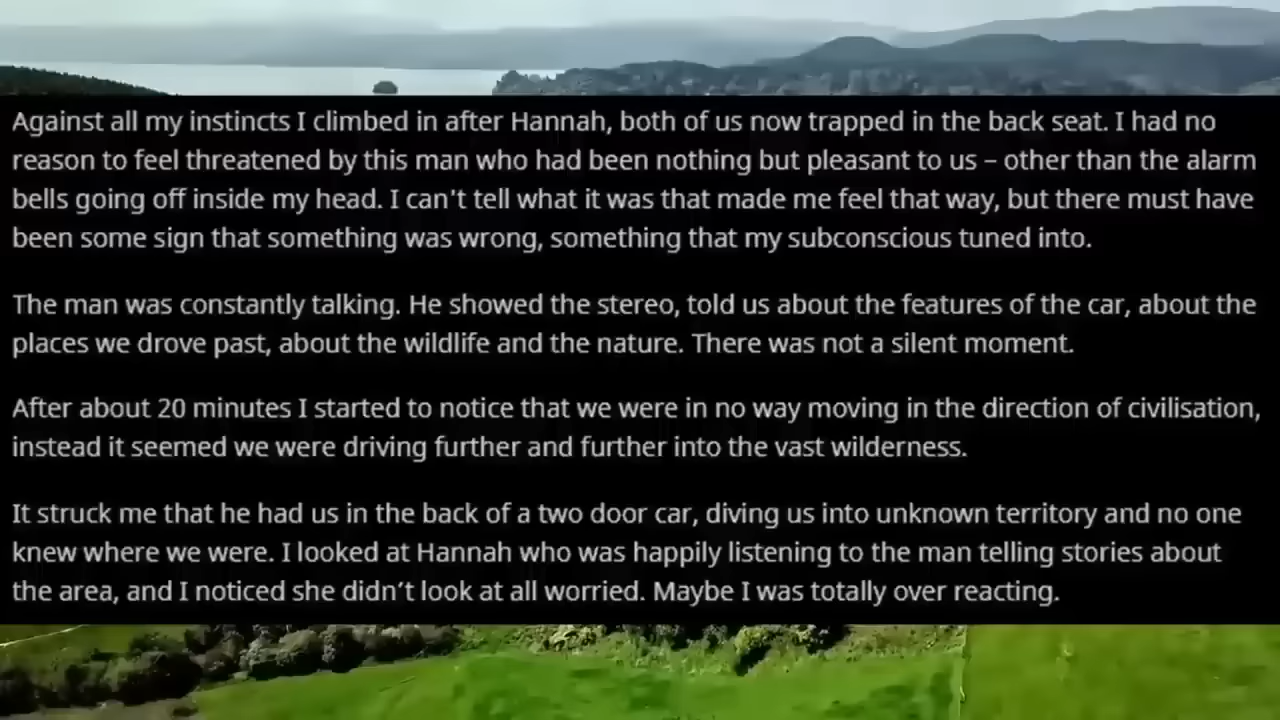 Against all my instincts I climbed in after Hannah, both of us now trapped in the back seat. I had no
reason to feel threatened by this man who had been nothing but pleasant to us – other than the alarm
bells going off inside my head. I can't tell what it was that made me feel that way, but there must have
been some sign that something was wrong, something that my subconscious tuned into.
The man was constantly talking. He showed the stereo, told us about the features of the car, about the
places we drove past, about the wildlife and the nature. There was not a silent moment.
After about 20 minutes I started to notice that we were in no way moving in the direction of civilisation,
instead it seemed we were driving further and further into the vast wilderness.
It struck me that he had us in the back of a two door car, diving us into unknown territory and no one
knew where we were. I looked at Hannah who was happily listening to the man telling stories about
the area, and I noticed she didn’t look at all worried. Maybe I was totally over reacting.